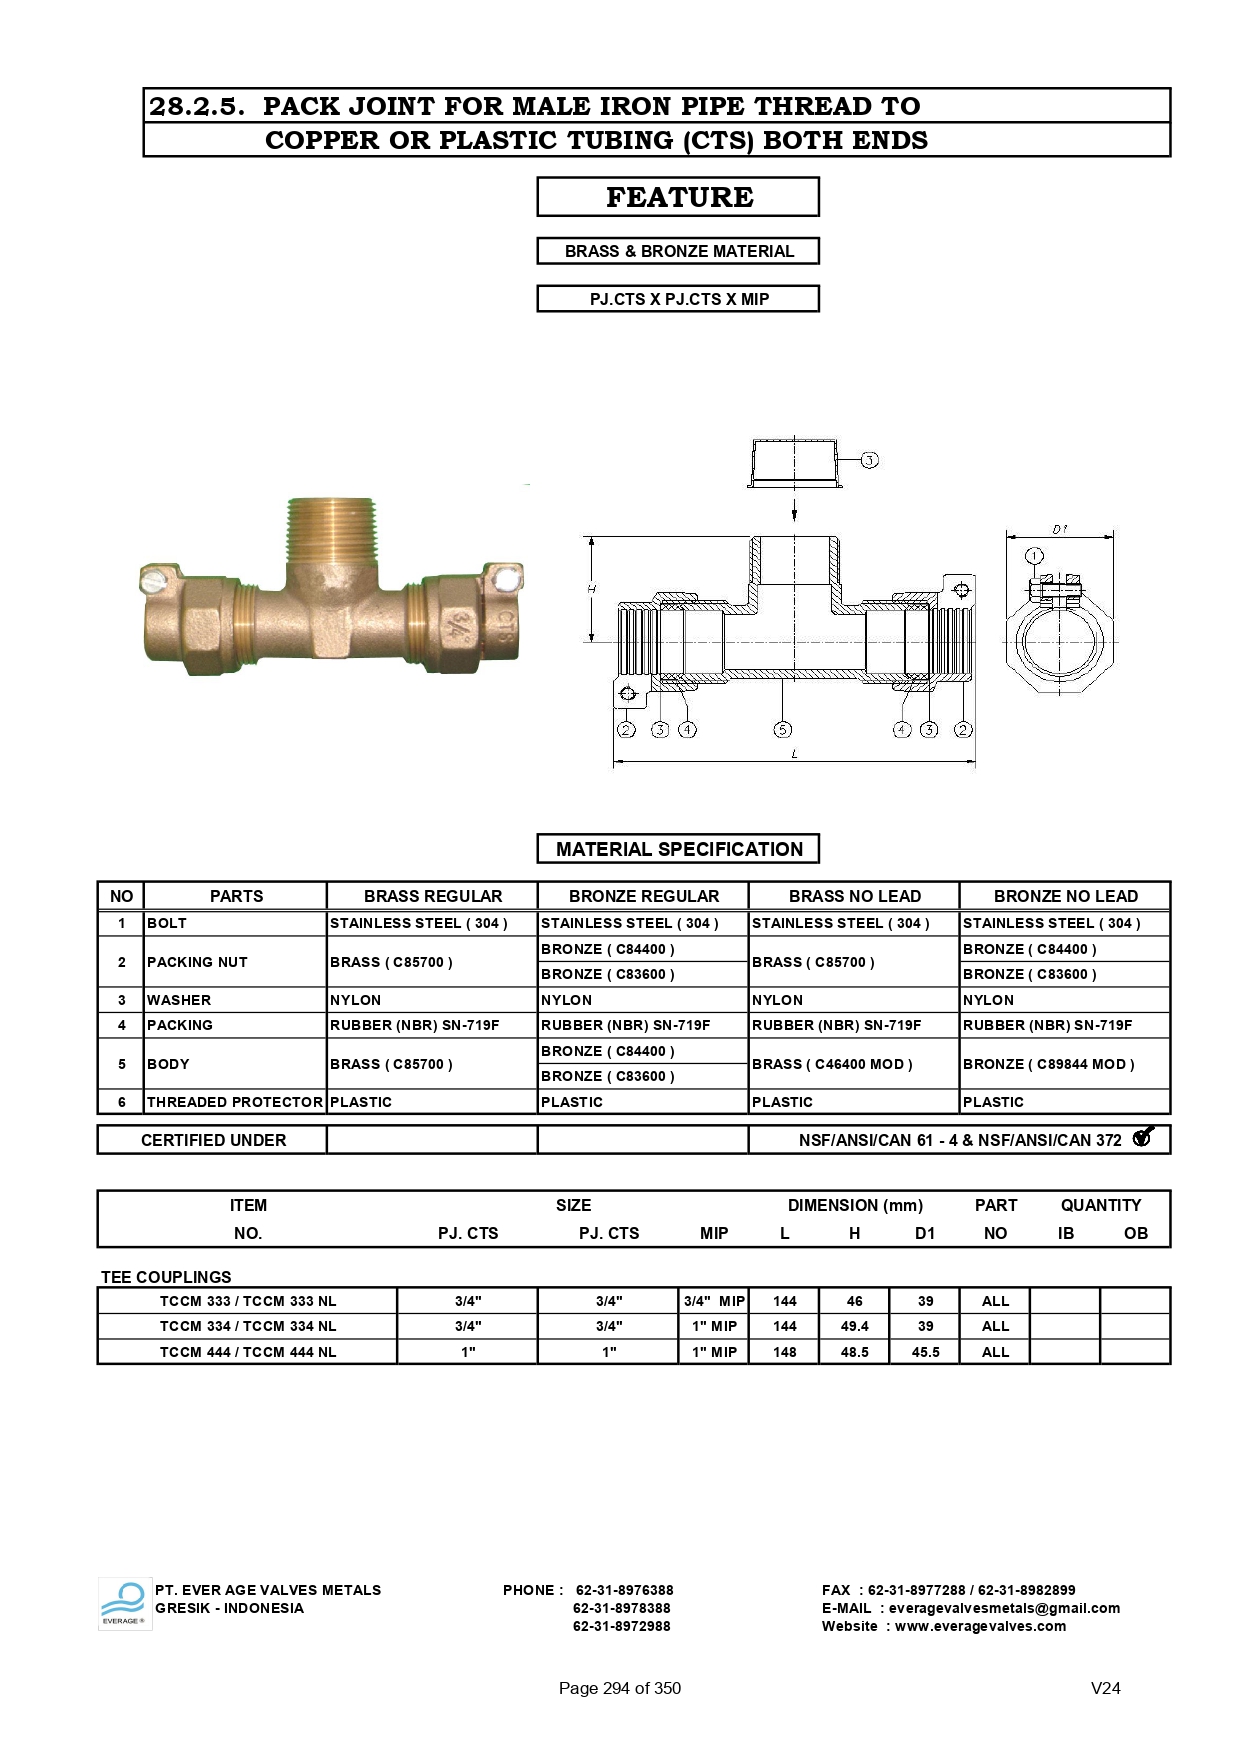 28.2.5. PACK JOINT FOR MALE IRON PIPE THREAD TO
COPPER OR PLASTIC TUBING (CTS) BOTH ENDS
FEATURE
BRASS & BRONZE MATERIAL
PJ.CTS X PJ.CTS X MIP
3
D1
1
H
CTS
3/4"
2 3 4 5 4 3 2
L
MATERIAL SPECIFICATION
NO PARTS BRASS REGULAR BRONZE REGULAR BRASS NO LEAD BRONZE NO LEAD
1 BOLT STAINLESS STEEL ( 304 ) STAINLESS STEEL ( 304 ) STAINLESS STEEL ( 304 ) STAINLESS STEEL ( 304 )
BRONZE ( C84400 ) BRONZE ( C84400 )
2 PACKING NUT BRASS ( C85700 ) BRASS ( C85700 )
BRONZE ( C83600 ) BRONZE ( C83600 )
3 WASHER NYLON NYLON NYLON NYLON
4 PACKING RUBBER (NBR) SN-719F RUBBER (NBR) SN-719F RUBBER (NBR) SN-719F RUBBER (NBR) SN-719F
BRONZE ( C84400 )
5 BODY BRASS ( C85700 ) BRASS ( C46400 MOD ) BRONZE ( C89844 MOD )
BRONZE ( C83600 )
6 THREADED PROTECTOR PLASTIC PLASTIC PLASTIC PLASTIC
CERTIFIED UNDER NSF/ANSI/CAN 61 - 4 & NSF/ANSI/CAN 372
ITEM SIZE DIMENSION (mm) PART QUANTITY
NO. PJ. CTS PJ. CTS MIP L H D1 NO IB OB
TEE COUPLINGS
TCCM 333 / TCCM 333 NL 3/4" 3/4" 3/4" MIP 144 46 39 ALL
TCCM 334 / TCCM 334 NL 3/4" 3/4" 1" MIP 144 49.4 39 ALL
TCCM 444 / TCCM 444 NL 1" 1" 1" MIP 148 48.5 45.5 ALL
EVERAGE ®
PT. EVER AGE VALVES METALS PHONE : 62-31-8976388 FAX : 62-31-8977288 / 62-31-8982899
GRESIK - INDONESIA 62-31-8978388 E-MAIL : everagevalvesmetals@gmail.com
62-31-8972988 Website : www.everagevalves.com
Page 294 of 350 V24